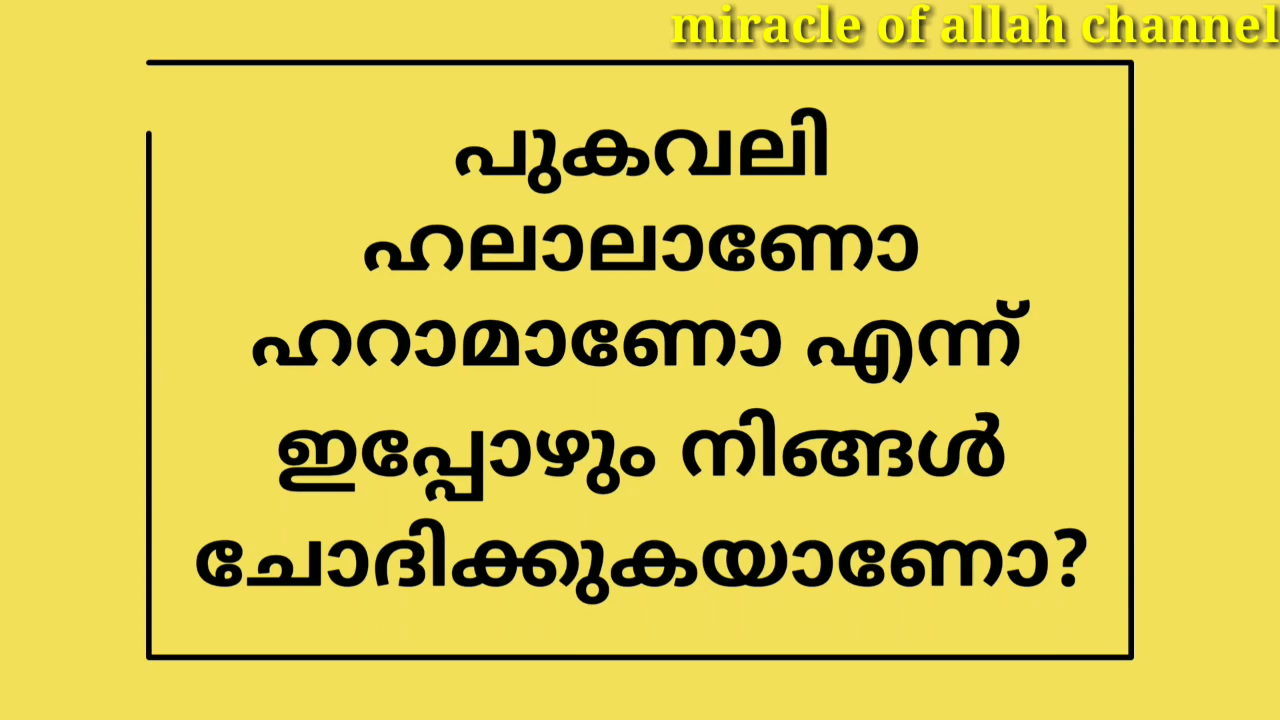 miracle of allah channel
പുകവലി
ഹലാലാണോ
ഹറാമാണോ എന്ന്
ഇപ്പോഴും നിങ്ങൾ
ചോദിക്കുകയാണോ?